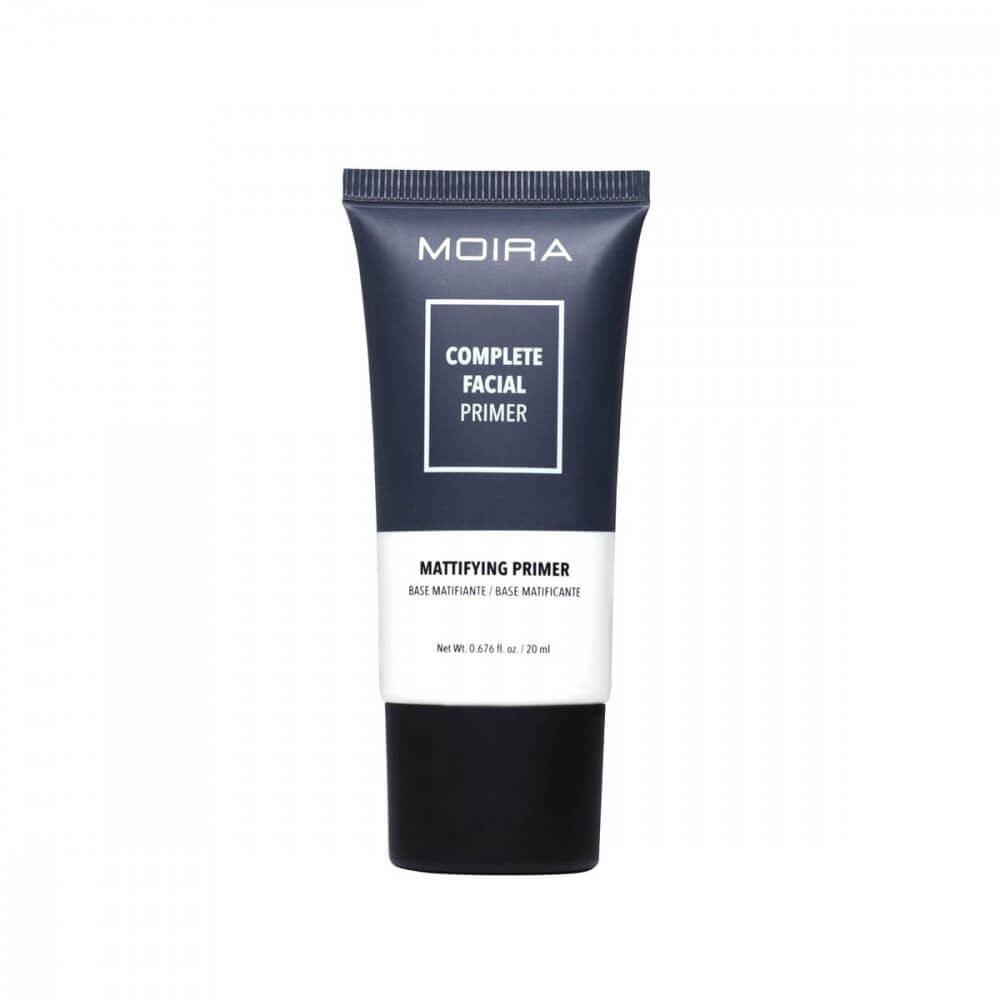 MOIRA
COMPLETE
FACIAL
PRIMER
MATTIFYING PRIMER
BASE MATIFIANTE / BASE MATIFICANTE
Net Wt. 0.676 fl. oz. / 20 ml